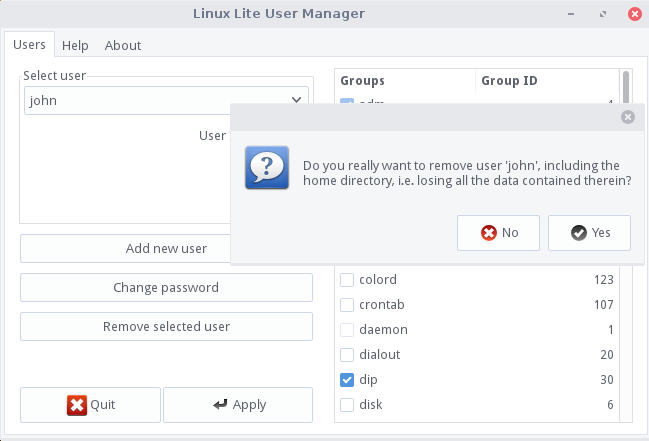 Linux Lite User Manager
Users Help About
Select user
john
User
Groups Group ID
Do you really want to remove user 'john', including the
home directory, i.e. losing all the data contained therein?
No Yes
Add new user
Change password
Remove selected user
colord 123
crontab 107
daemon 1
dialout 20
dip 30
disk 6
Quit Apply